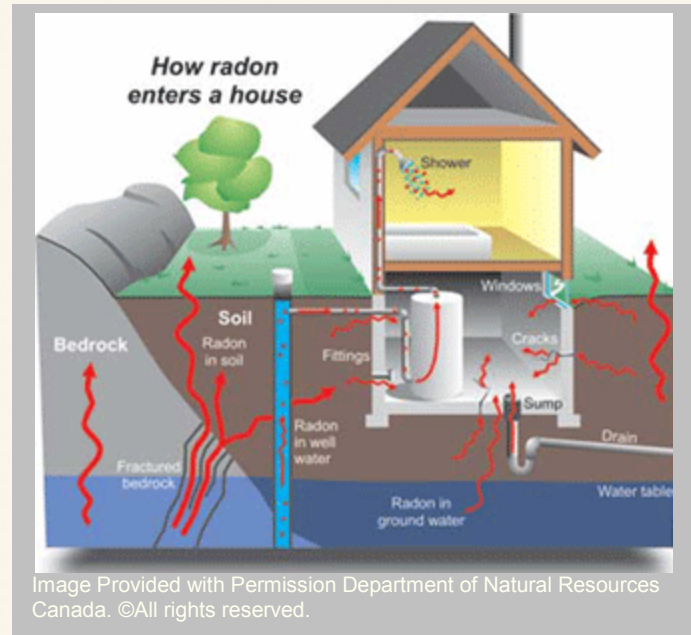 How radon
enters a house
Shower
Windows
Soil
Bedrock
Radon
in soil
Fittings
Cracks
Sump
Radon
in well
water
Drain
Fractured
bedrock
Water table
Radon in
ground water
Image Provided with Permission Department of Natural Resources
Canada. ©All rights reserved.